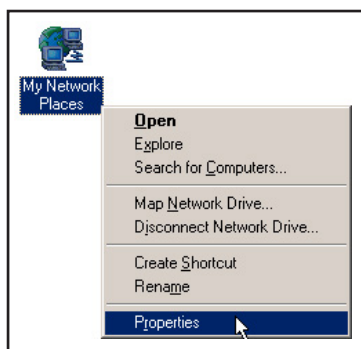 My Network
Places
Open
Explore
Search for Computers...
Map Network Drive...
Disconnect Network Drive...
Create Shortcut
Rename
Properties